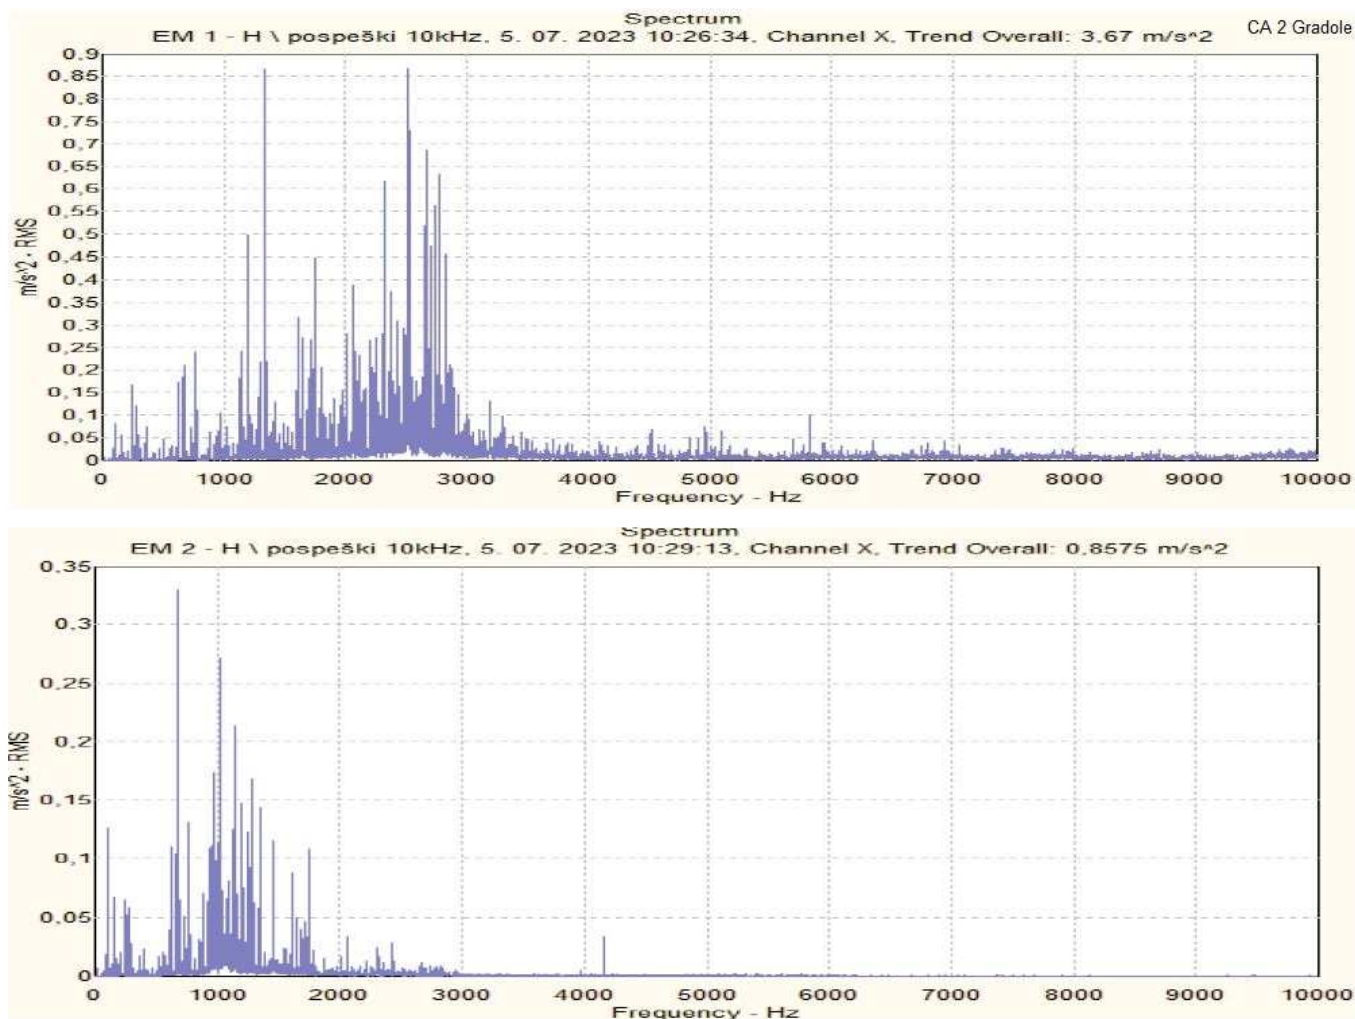 Spectrum
EM 1 - H \ pospeški 10kHz, 5. 07. 2023 10:26:34, Channel X, Trend Overall: 3,67 m/s^2
CA 2 Gradole
0.9
0,85
0,8
0,75
0,7
0,65
0,6
0,55
0,5
0,45
0,4
0,35
0,3
0,25
0,2
0,15
0,1
0,05
0
m/s^2 - RMS
0 1000 2000 3000 4000 5000 6000 7000 8000 9000 10000
Frequency - Hz
Spectrum
EM 2 - H \ pospeški 10kHz, 5. 07. 2023 10:29:13, Channel X, Trend Overall: 0,8575 m/s^2
0.35
0,3
0,25
0,2
0,15
0,1
0,05
0
m/s^2 - RMS
0 1000 2000 3000 4000 5000 6000 7000 8000 9000 10000
Frequency - Hz